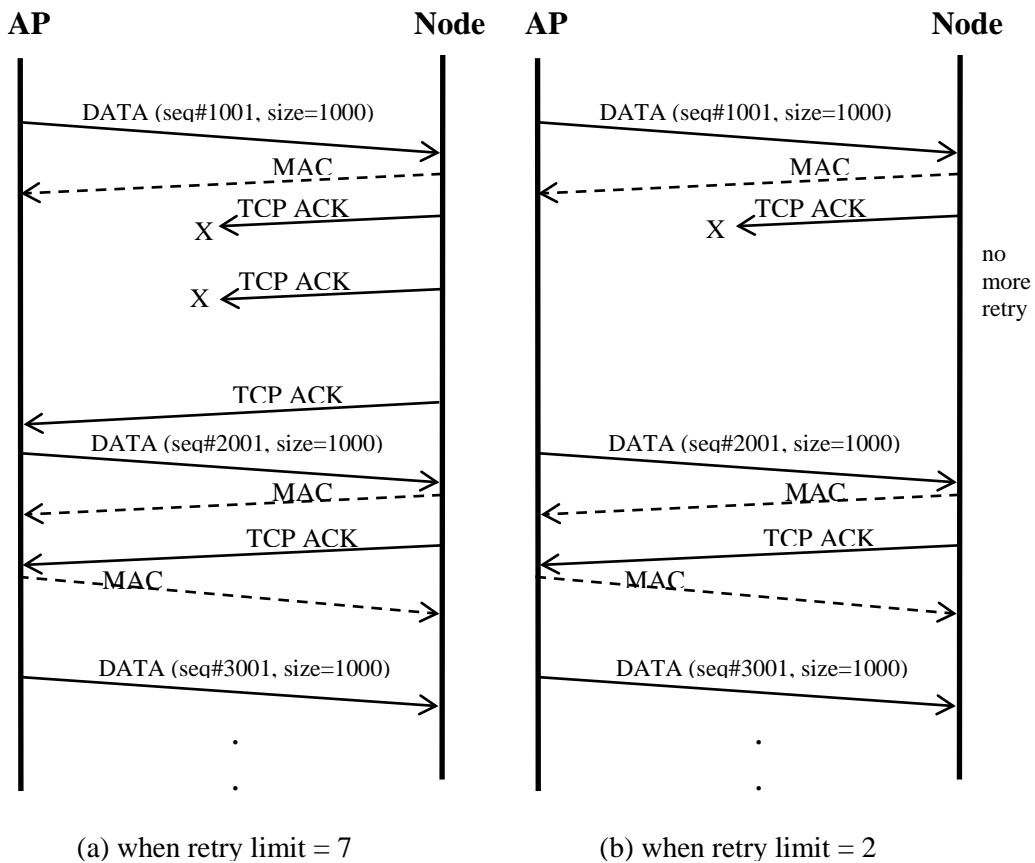 AP
Node
DATA (seq#1001, size=1000)
MAC
TCP ACK
X
TCP ACK
X
TCP ACK
DATA (seq#2001, size=1000)
MAC
TCP ACK
MAC
DATA (seq#3001, size=1000)
.
.
(a) when retry limit = 7
AP
Node
DATA (seq#1001, size=1000)
MAC
TCP ACK
X
no
more
retry
DATA (seq#2001, size=1000)
MAC
TCP ACK
MAC
DATA (seq#3001, size=1000)
.
.
(b) when retry limit = 2